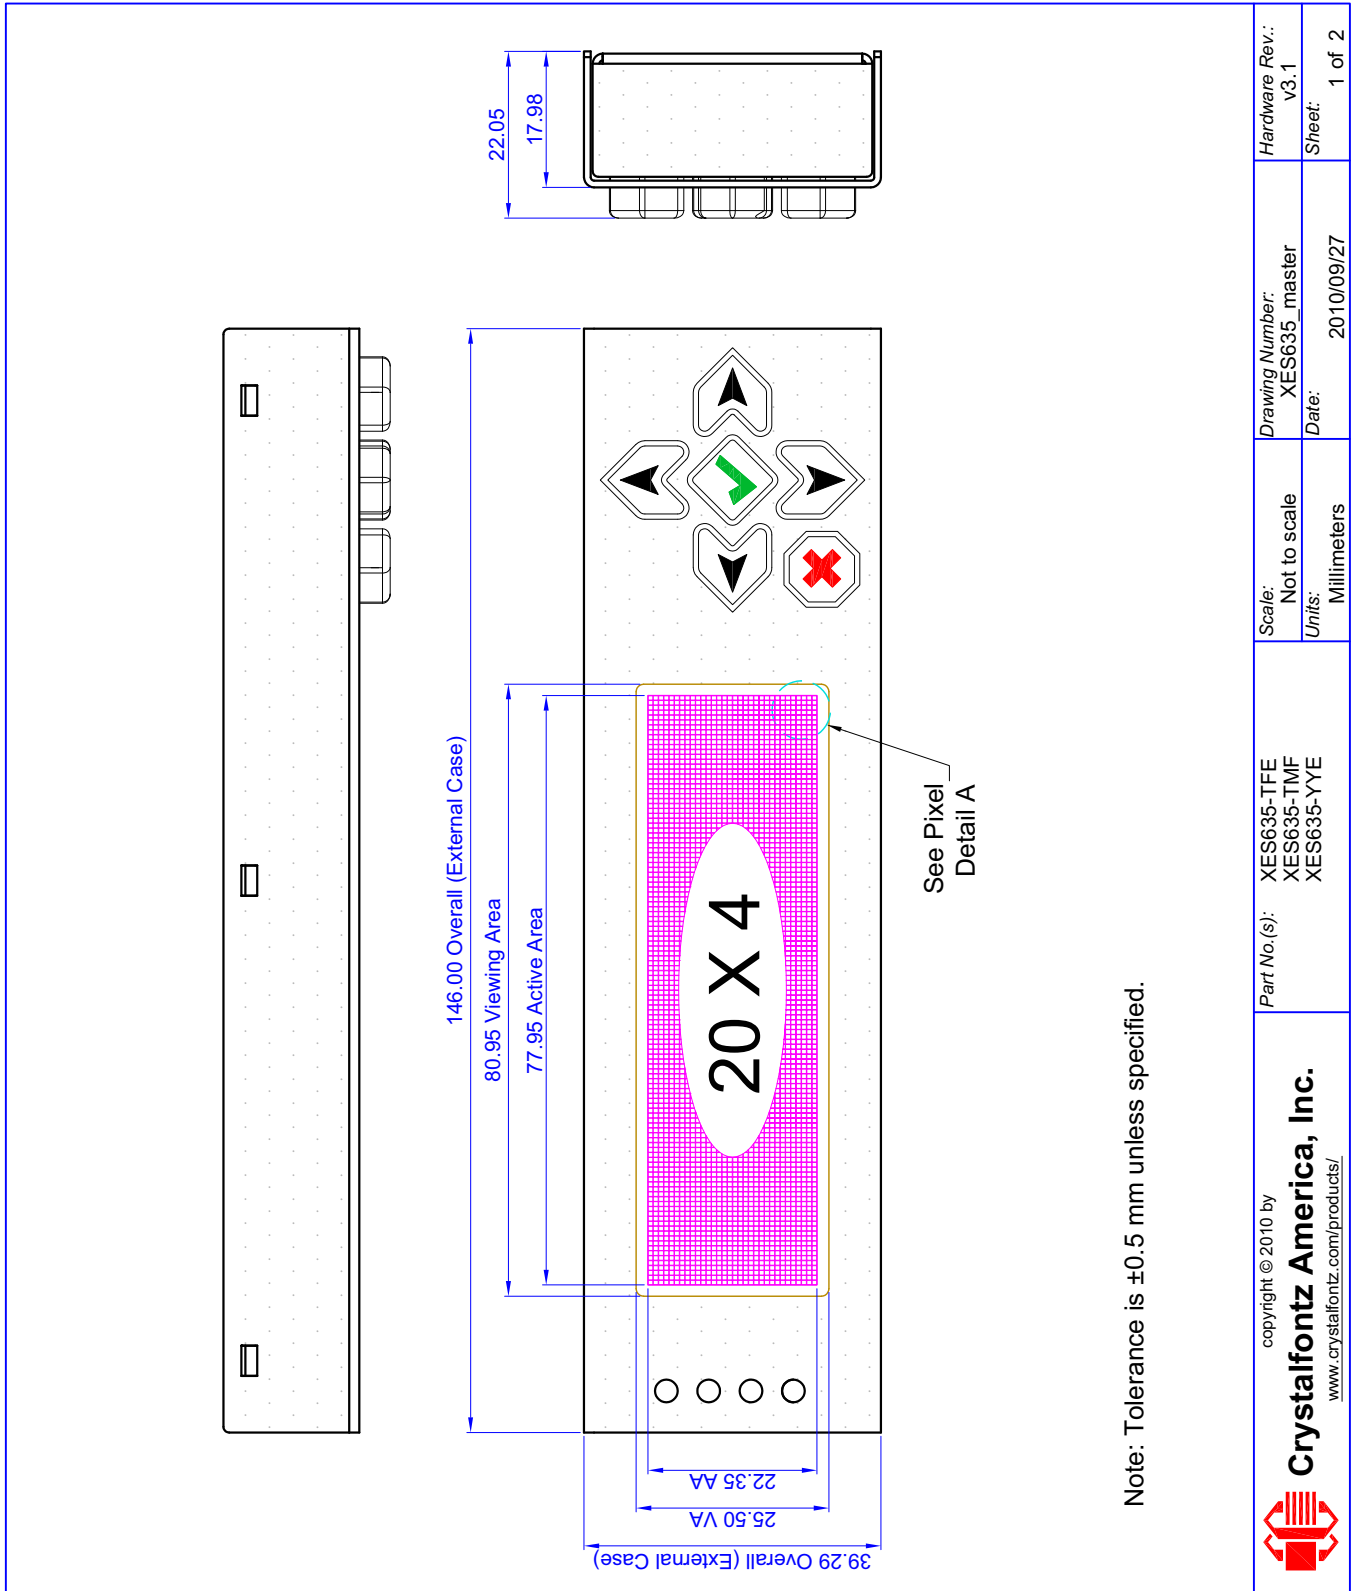 22.05
17.98
146.00 Overall (External Case)
80.95 Viewing Area
77.95 Active Area
20 X 4
39.29 Overall (External Case)
25.50 VA
22.35 AA
See Pixel
Detail A
Note: Tolerance is ±0.5 mm unless specified.
copyright © 2010 by
Crystalfontz America, Inc.
www.crystalfontz.com/products/
Part No.(s):
XES635-TFE
XES635-TMF
XES635-YYE
Scale:
Not to scale
Units:
Millimeters
Drawing Number:
XES635_master
Date:
2010/09/27
Hardware Rev.:
v3.1
Sheet:
1 of 2